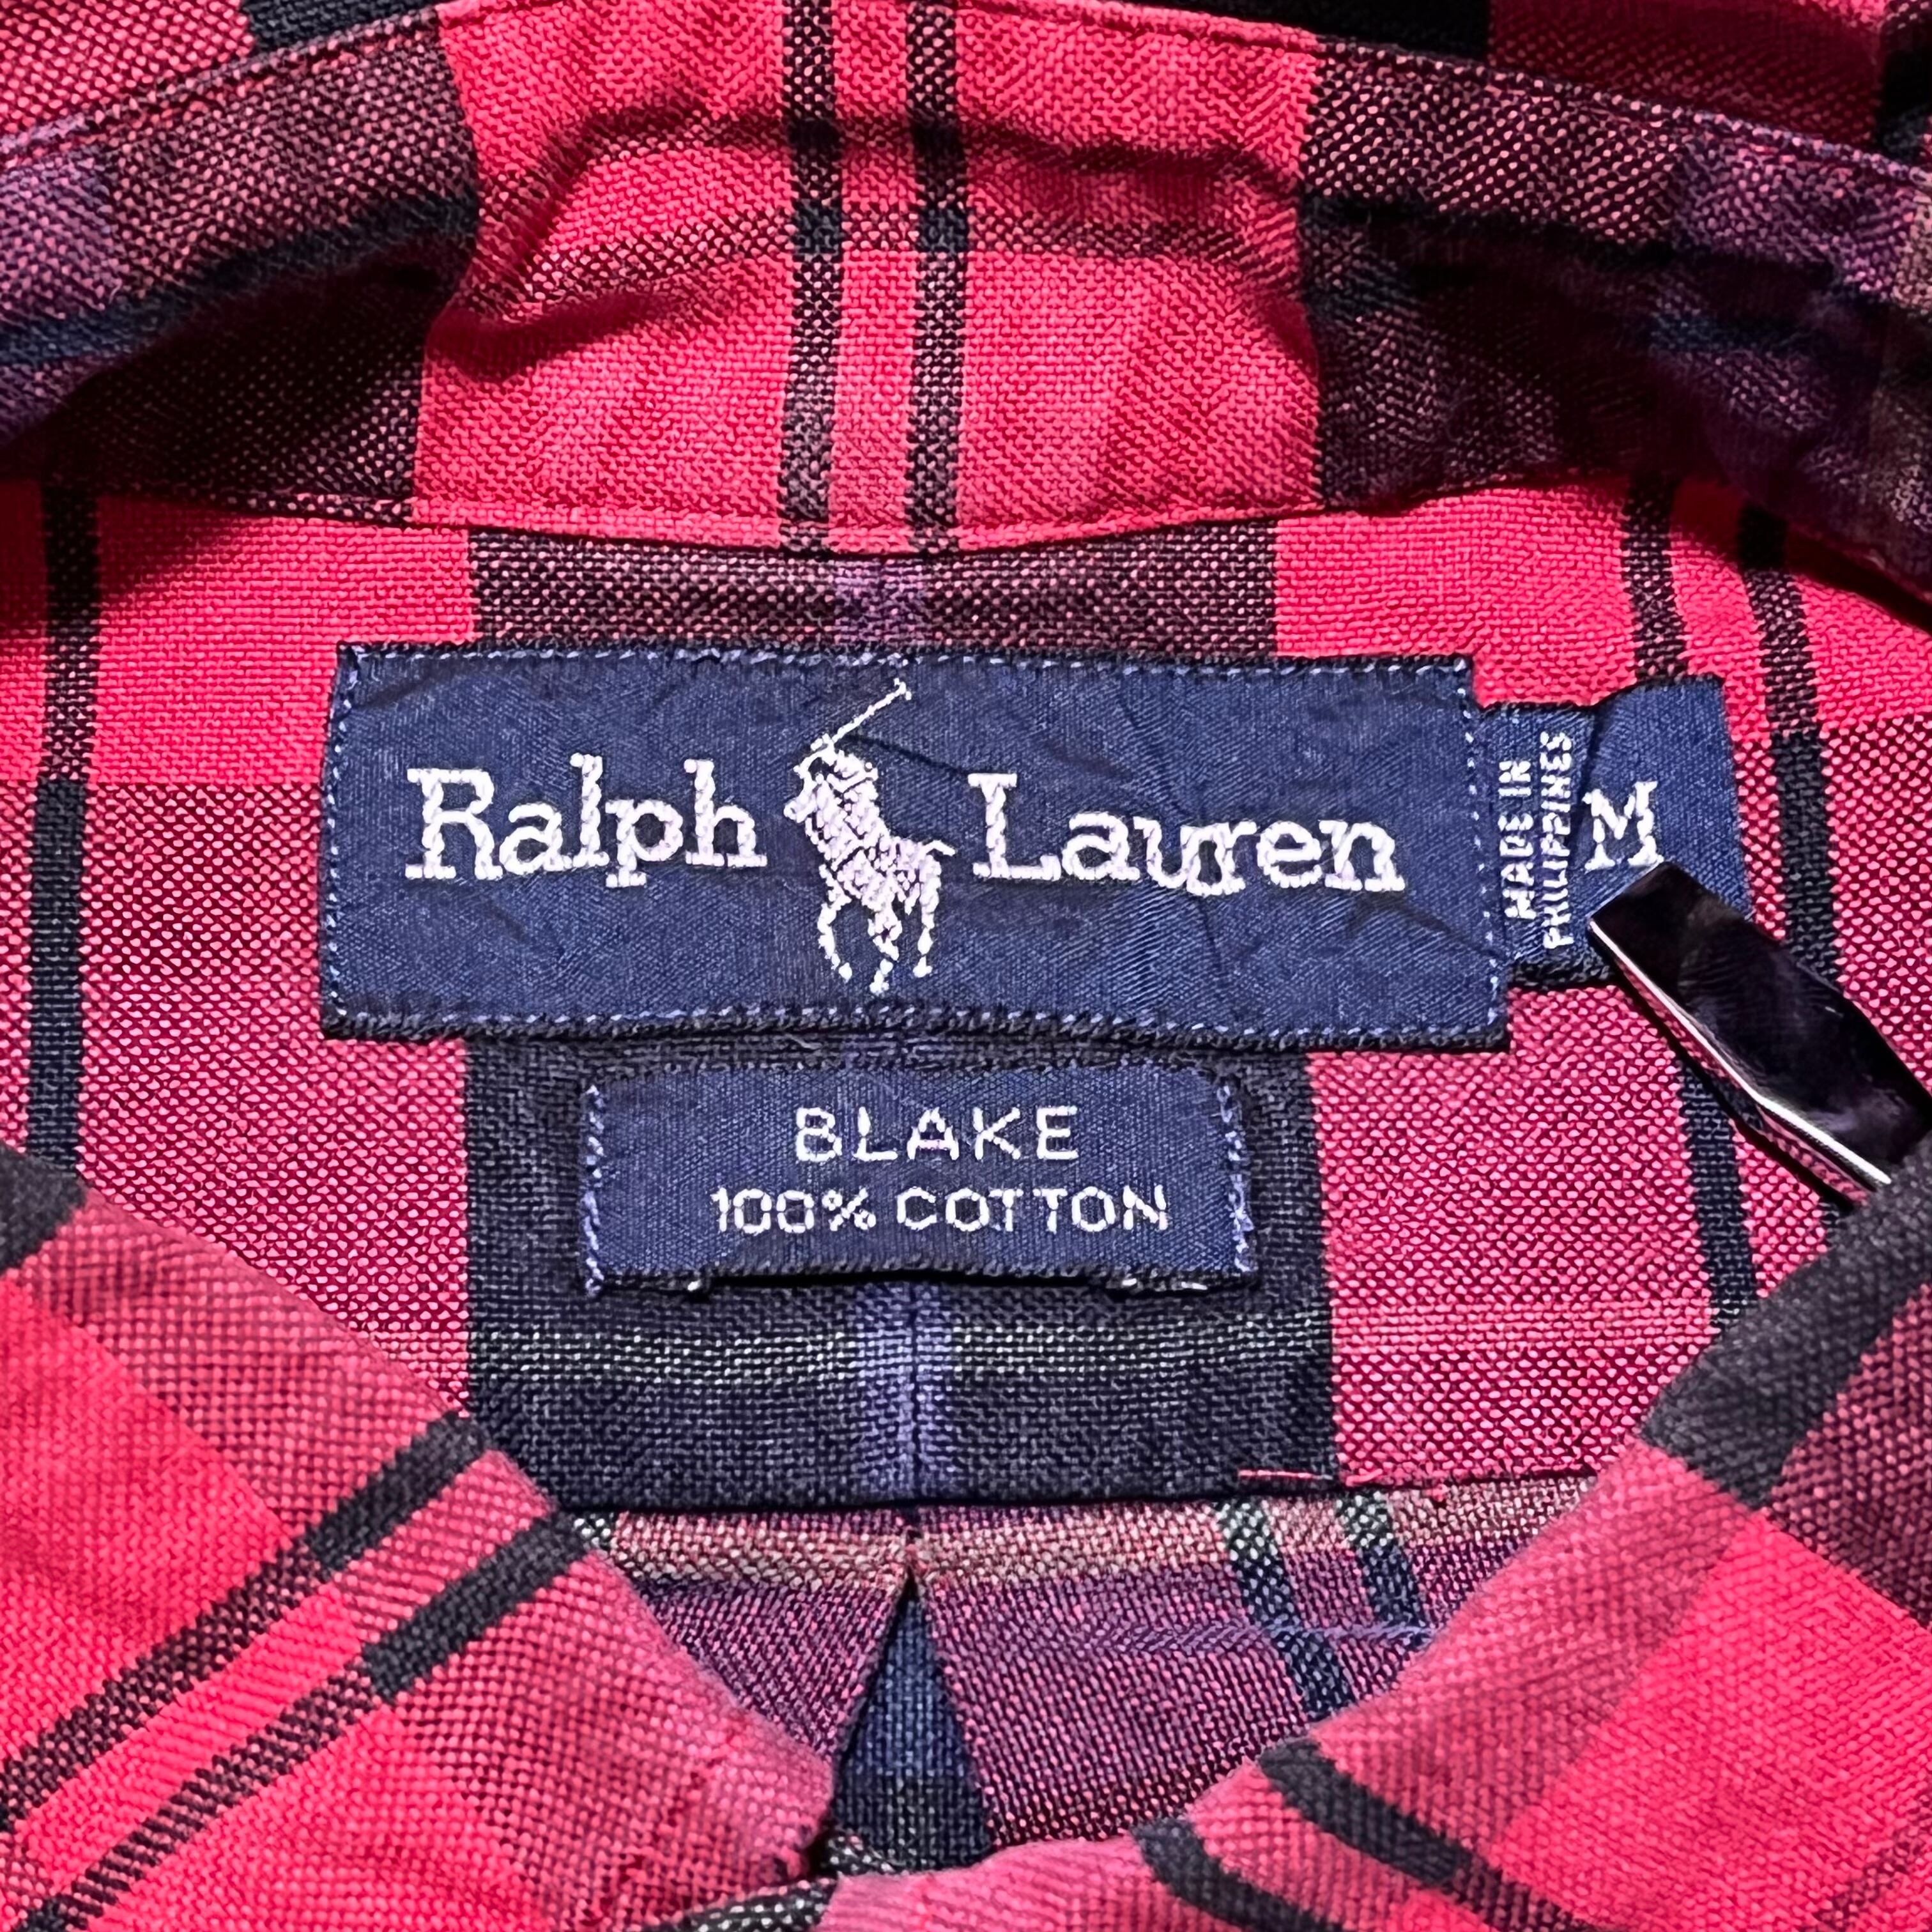 Ralph Lauren
MADE IN
PHILIPPINES
M
BLAKE
100% COTTON